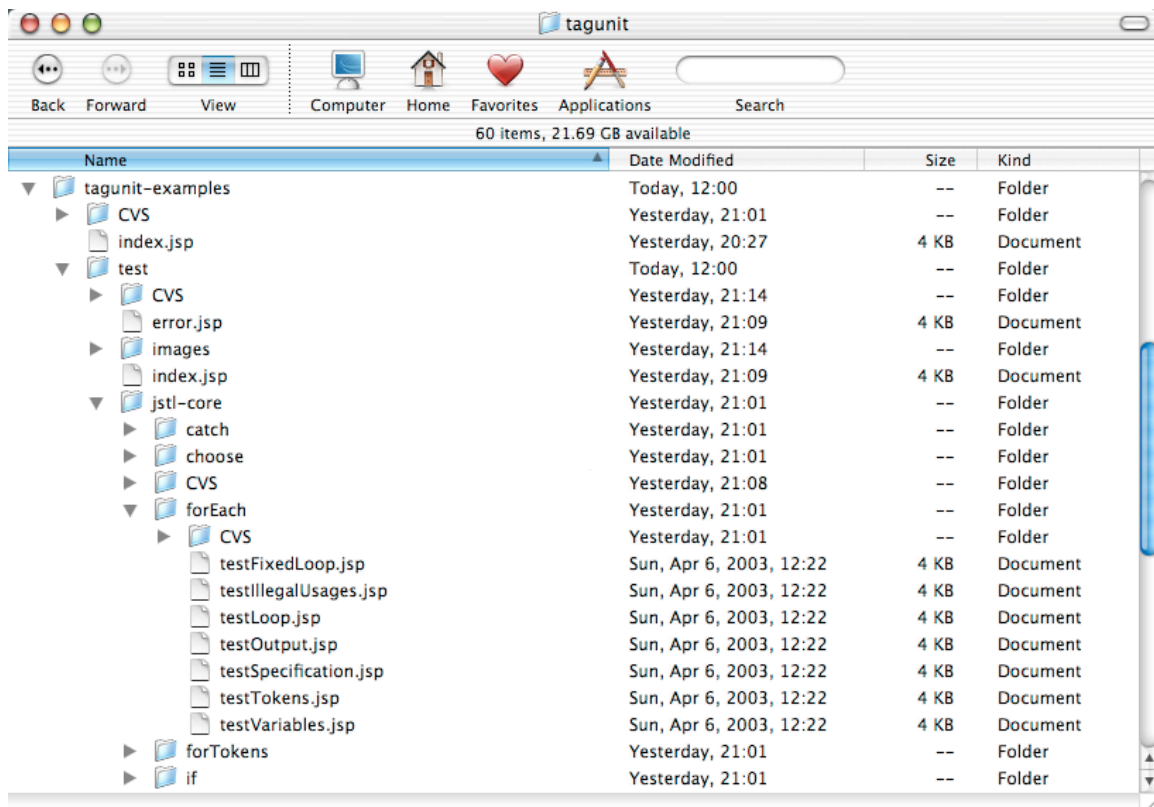 tagunit
Back Forward View Computer Home Favorites Applications Search
60 items, 21.69 GB available
Name Date Modified Size Kind
tagunit-examples Today, 12:00 -- Folder
CVS Yesterday, 21:01 -- Folder
index.jsp Yesterday, 20:27 4 KB Document
test Today, 12:00 -- Folder
CVS Yesterday, 21:14 -- Folder
error.jsp Yesterday, 21:09 4 KB Document
images Yesterday, 21:14 -- Folder
index.jsp Yesterday, 21:09 4 KB Document
jstl-core Yesterday, 21:01 -- Folder
catch Yesterday, 21:01 -- Folder
choose Yesterday, 21:01 -- Folder
CVS Yesterday, 21:08 -- Folder
forEach Yesterday, 21:01 -- Folder
CVS Yesterday, 21:01 -- Folder
testFixedLoop.jsp Sun, Apr 6, 2003, 12:22 4 KB Document
testIllegalUsages.jsp Sun, Apr 6, 2003, 12:22 4 KB Document
testLoop.jsp Sun, Apr 6, 2003, 12:22 4 KB Document
testOutput.jsp Sun, Apr 6, 2003, 12:22 4 KB Document
testSpecification.jsp Sun, Apr 6, 2003, 12:22 4 KB Document
testTokens.jsp Sun, Apr 6, 2003, 12:22 4 KB Document
testVariables.jsp Sun, Apr 6, 2003, 12:22 4 KB Document
forTokens Yesterday, 21:01 -- Folder
if Yesterday, 21:01 -- Folder